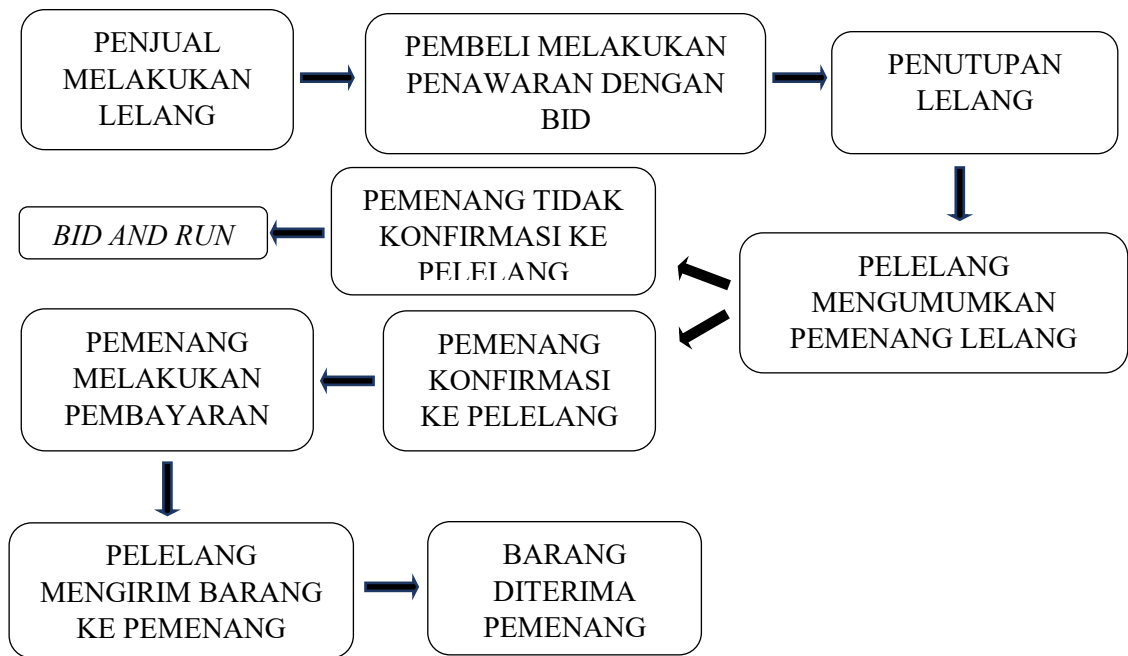 PENJUAL
MELAKUKAN
LELANG
PEMBELI MELAKUKAN
PENAWARAN DENGAN
BID
PENUTUPAN
LELANG
PELELANG
MENGUMUMKAN
PEMENANG LELANG
PEMENANG TIDAK
KONFIRMASI KE
PELELANG
BID AND RUN
PEMENANG
KONFIRMASI
KE PELELANG
PEMENANG
MELAKUKAN
PEMBAYARAN
PELELANG
MENGIRIM BARANG
KE PEMENANG
BARANG
DITERIMA
PEMENANG